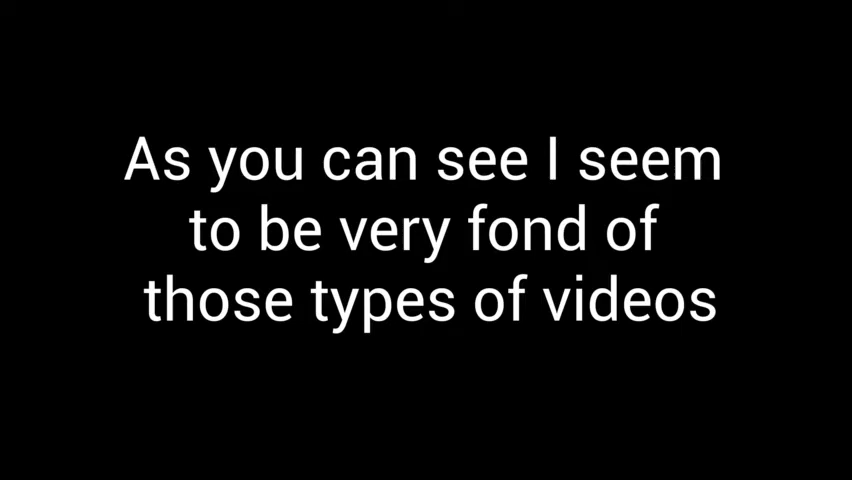 As you can see I seem
to be very fond of
those types of videos